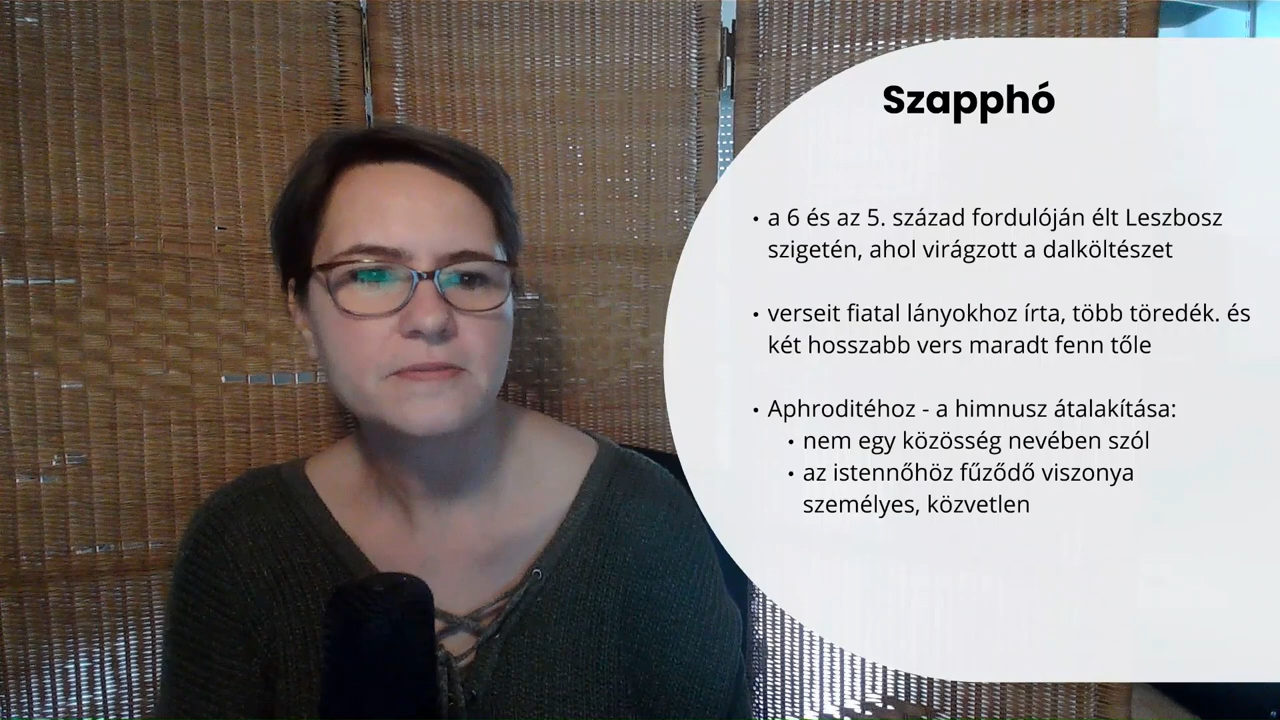 Szapphó
• a 6 és az 5. század fordulóján élt Leszbosz
szigetén, ahol virágzott a dalköltészet
• verseit fiatal lányokhoz írta, több töredék. és
két hosszabb vers maradt fenn tőle
• Aphroditéhoz - a himnusz átalakítása:
• nem egy közösség nevében szól
• az istennőhöz fűződő viszonya
személyes, közvetlen